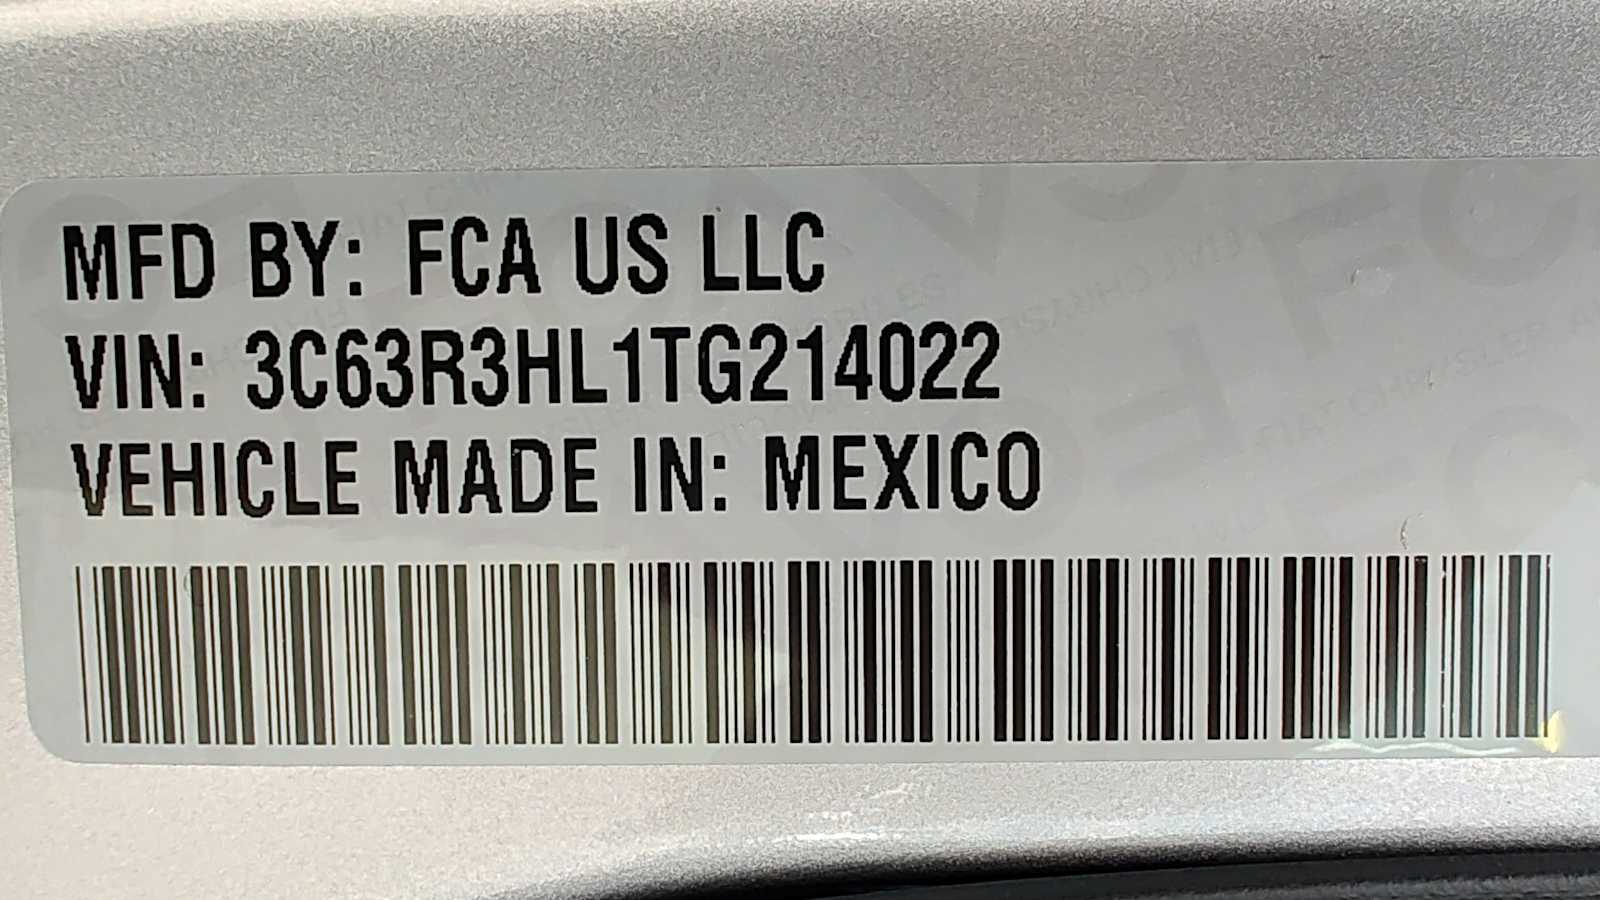 MFD BY: FCA US LLC
VIN: 3C63R3HL1TG214022
VEHICLE MADE IN: MEXICO